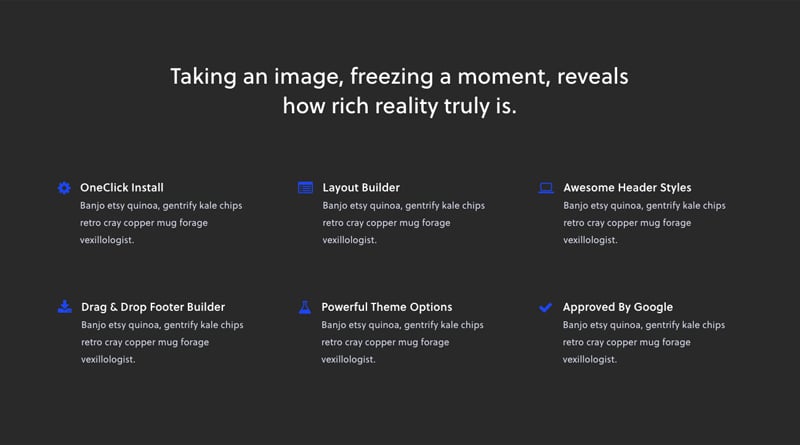 Taking an image, freezing a moment, reveals
how rich reality truly is.
OneClick Install
Banjo etsy quinoa, gentrify kale chips
retro cray copper mug forage
vexillologist.
Layout Builder
Banjo etsy quinoa, gentrify kale chips
retro cray copper mug forage
vexillologist.
Awesome Header Styles
Banjo etsy quinoa, gentrify kale chips
retro cray copper mug forage
vexillologist.
Drag & Drop Footer Builder
Banjo etsy quinoa, gentrify kale chips
retro cray copper mug forage
vexillologist.
Powerful Theme Options
Banjo etsy quinoa, gentrify kale chips
retro cray copper mug forage
vexillologist.
Approved By Google
Banjo etsy quinoa, gentrify kale chips
retro cray copper mug forage
vexillologist.